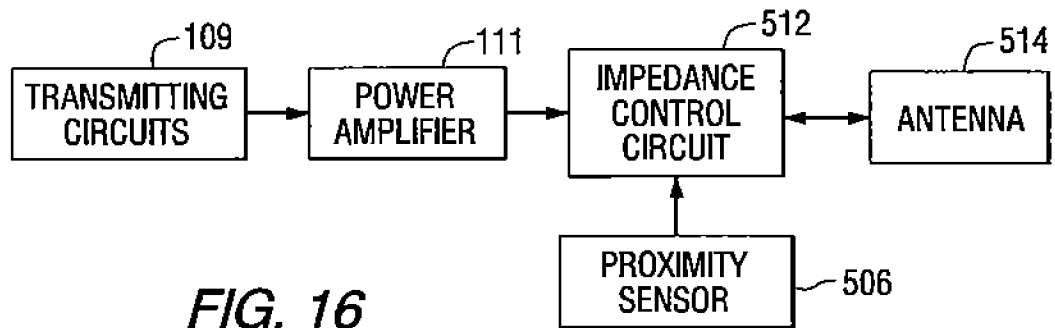 109
TRANSMITTING
CIRCUITS
111
POWER
AMPLIFIER
512
IMPEDANCE
CONTROL
CIRCUIT
514
ANTENNA
PROXIMITY
SENSOR
506
FIG. 16